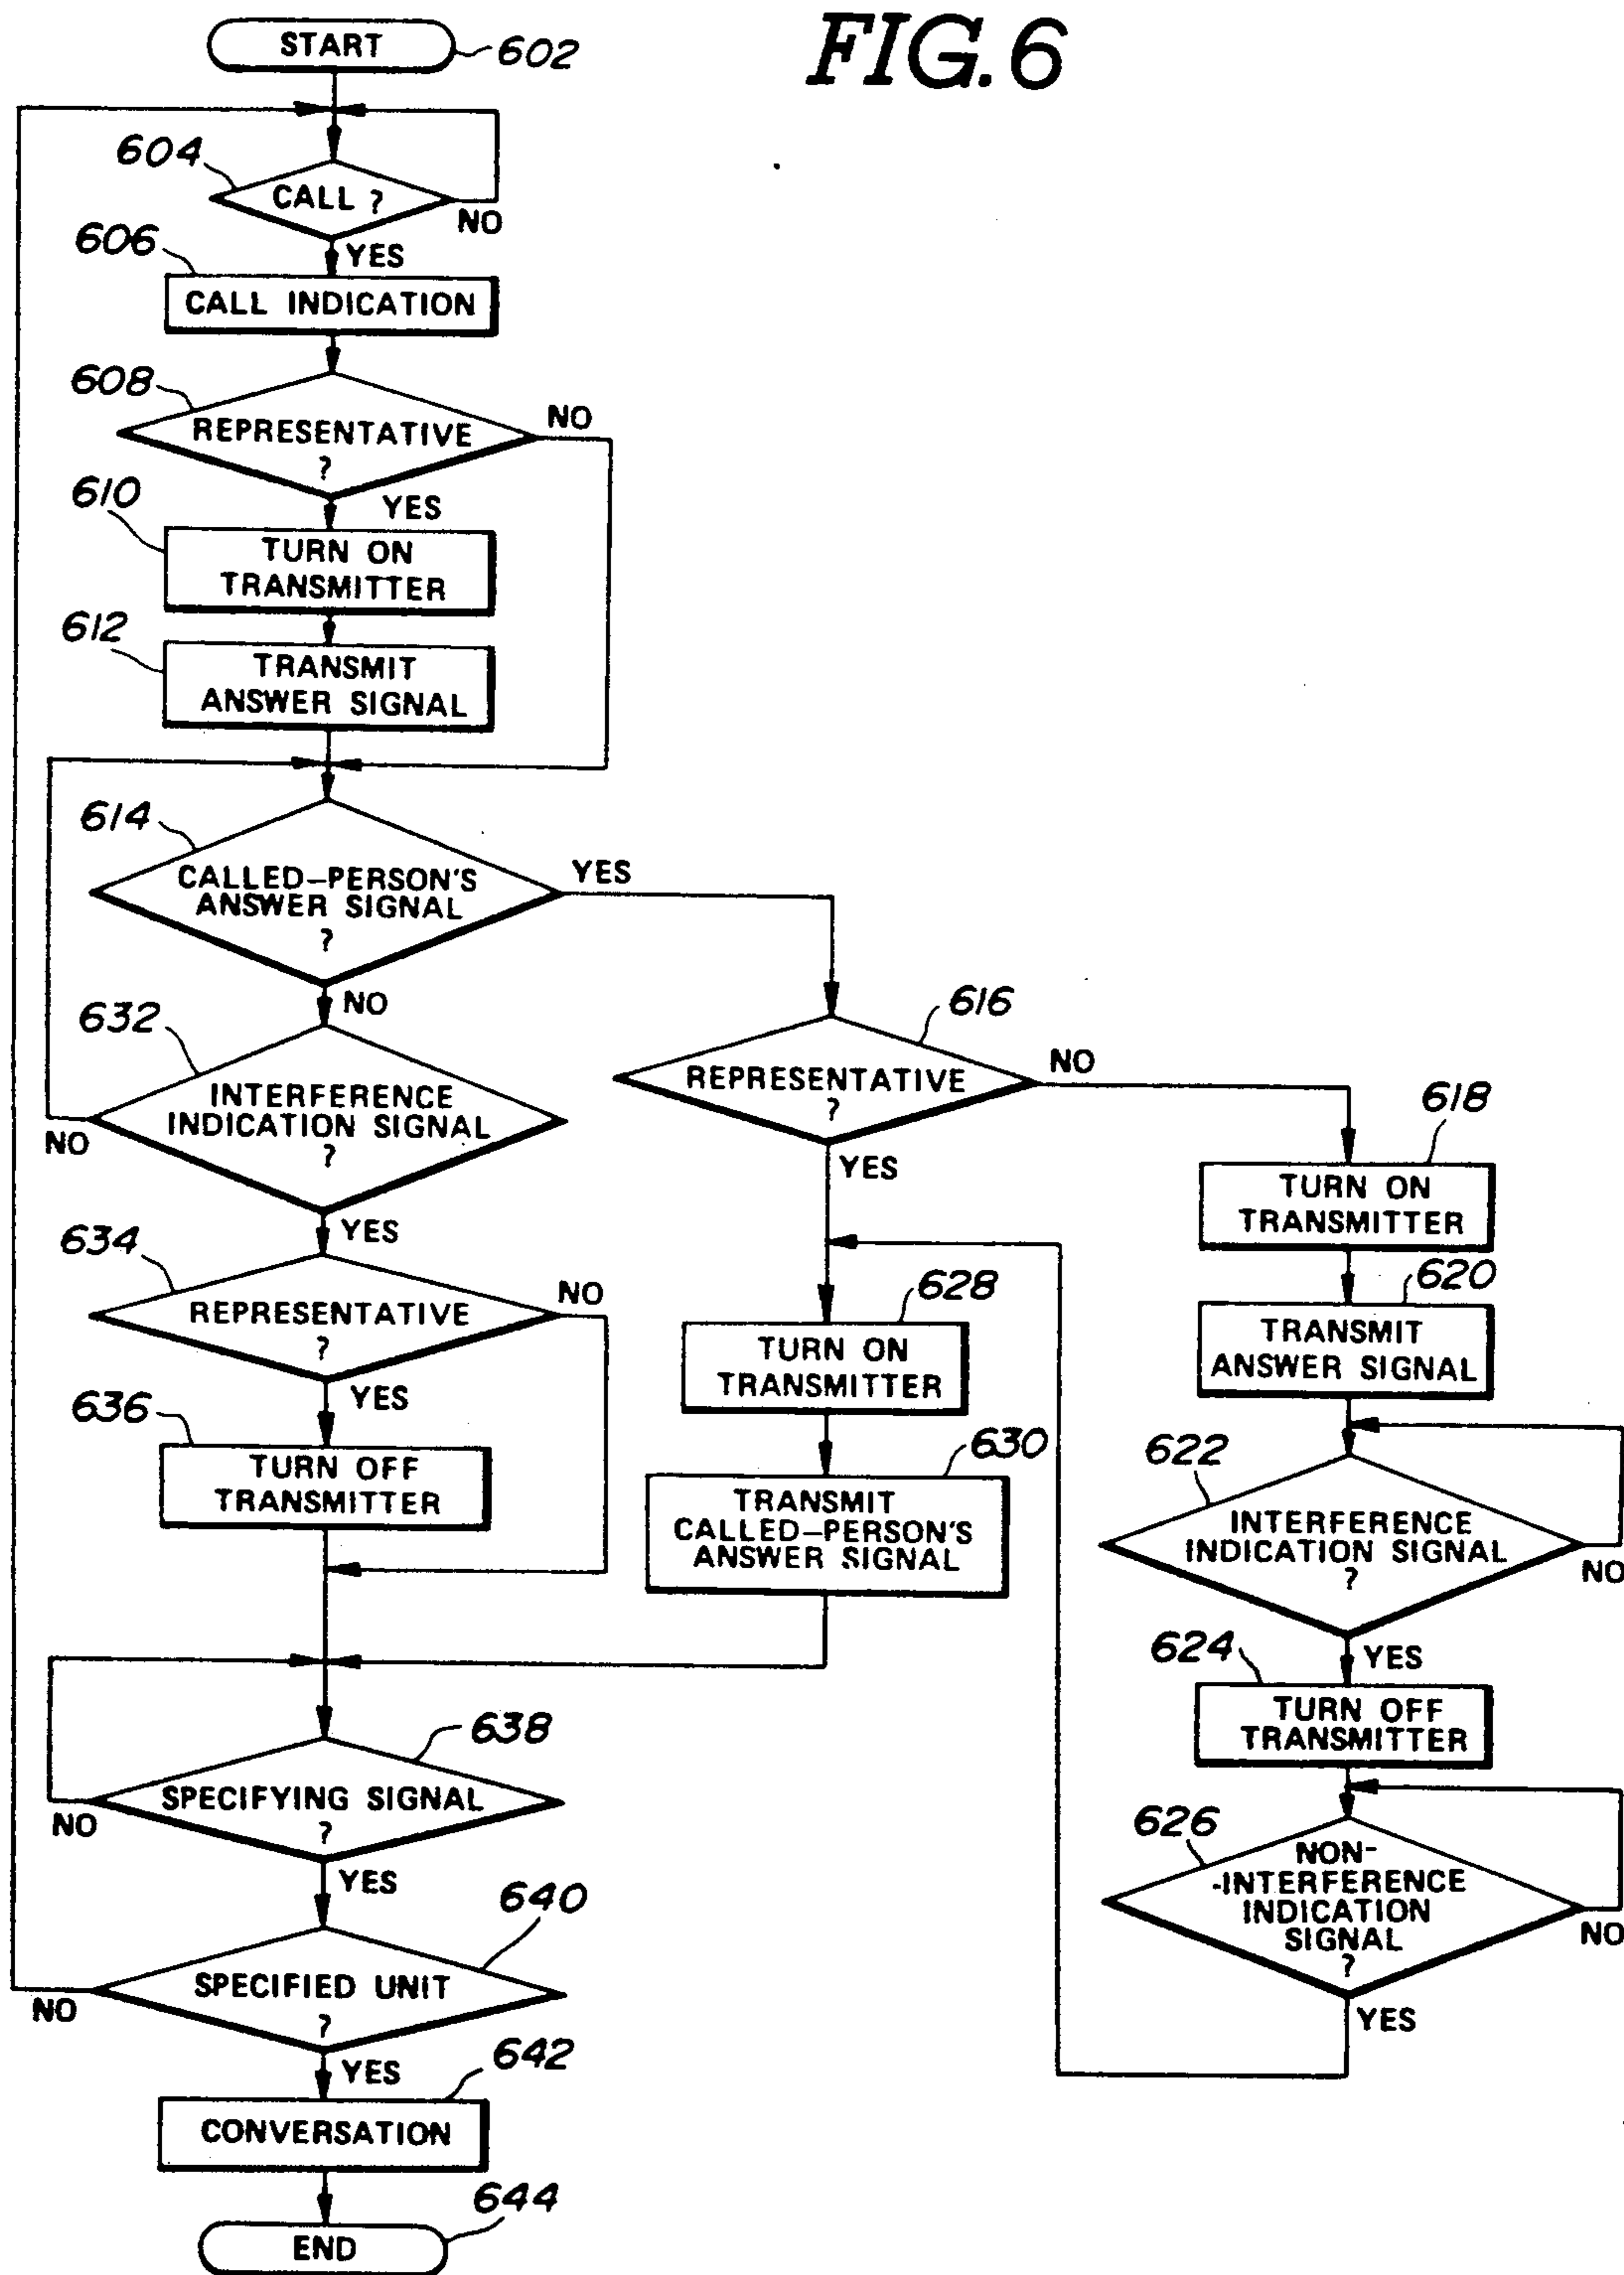 FIG.6
START
602
604
CALL ?
NO
YES
606
CALL INDICATION
608
REPRESENTATIVE
?
NO
YES
610
TURN ON
TRANSMITTER
612
TRANSMIT
ANSWER SIGNAL
614
CALLED-PERSON'S
ANSWER SIGNAL
?
YES
NO
632
INTERFERENCE
INDICATION SIGNAL
?
NO
YES
634
REPRESENTATIVE
?
NO
YES
636
TURN OFF
TRANSMITTER
616
REPRESENTATIVE
?
NO
YES
628
TURN ON
TRANSMITTER
630
TRANSMIT
CALLED-PERSON'S
ANSWER SIGNAL
618
TURN ON
TRANSMITTER
620
TRANSMIT
ANSWER SIGNAL
622
INTERFERENCE
INDICATION SIGNAL
?
NO
YES
624
TURN OFF
TRANSMITTER
626
NON-
-INTERFERENCE
INDICATION
SIGNAL
?
NO
YES
638
SPECIFYING SIGNAL
?
NO
YES
640
SPECIFIED UNIT
?
NO
YES
642
CONVERSATION
644
END